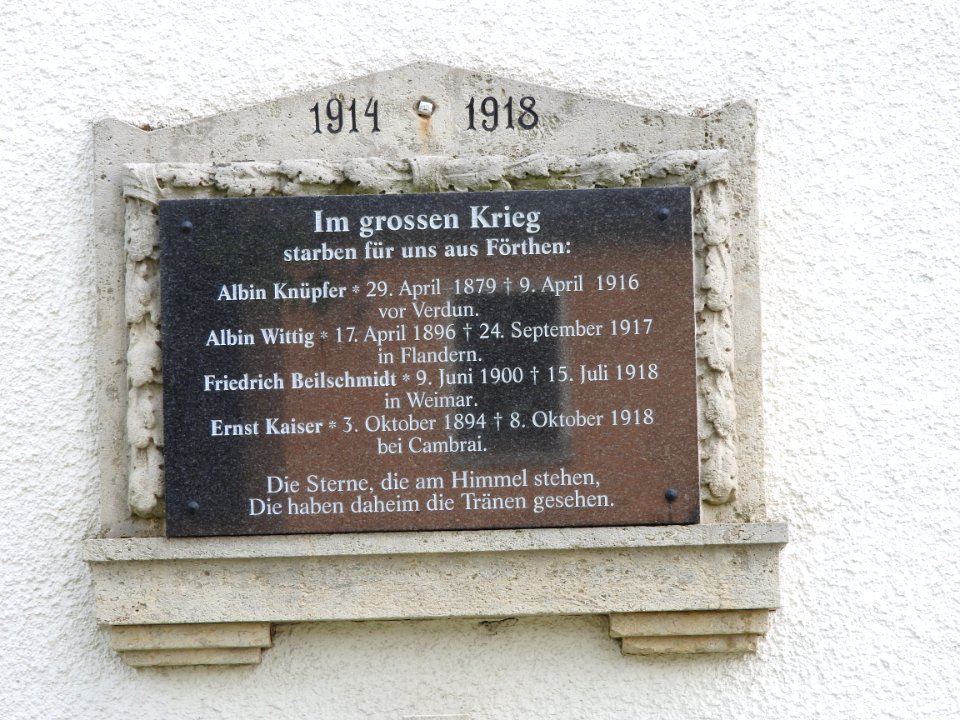 1914 1918
Im grossen Krieg
starben für uns aus Förthen:
Albin Knüpfer * 29. April 1879 † 9. April 1916
vor Verdun.
Albin Wittig * 17. April 1896 † 24. September 1917
in Flandern.
Friedrich Beilschmidt * 9. Juni 1900 † 15. Juli 1918
in Weimar.
Ernst Kaiser * 3. Oktober 1894 † 8. Oktober 1918
bei Cambrai.
Die Sterne, die am Himmel stehen,
Die haben daheim die Tränen gesehen.